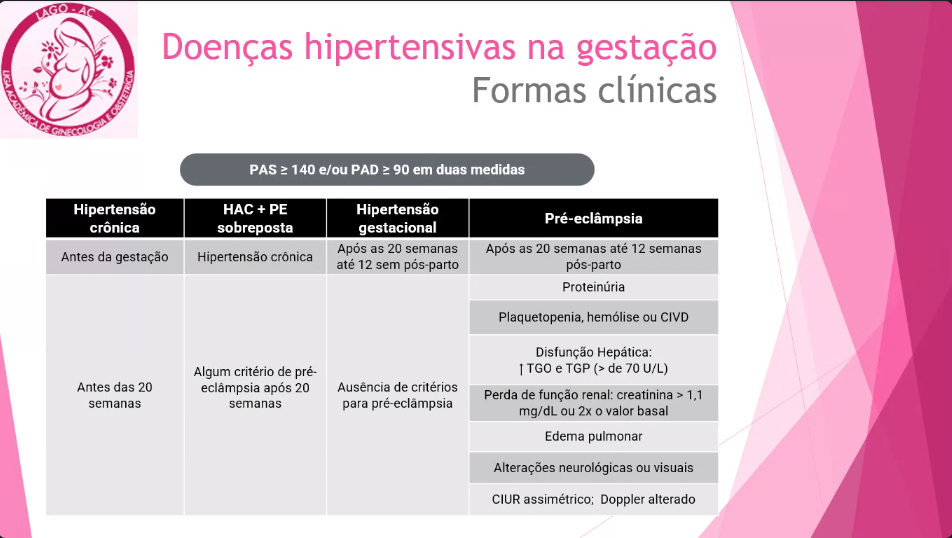 LAGO - AC
LIGA ACADÊMICA DE GINECOLOGIA E OBSTETRÍCIA
Doenças hipertensivas na gestação
Formas clínicas
PAS ≥ 140 e/ou PAD ≥ 90 em duas medidas
Hipertensão
crônica
HAC + PE
sobreposta
Hipertensão
gestacional
Pré-eclâmpsia
Antes da gestação
Hipertensão crônica
Após as 20 semanas
até 12 sem pós-parto
Após as 20 semanas até 12 semanas
pós-parto
Antes das 20
semanas
Algum critério de pré-
eclâmpsia após 20
semanas
Ausência de critérios
para pré-eclâmpsia
Proteinúria
Plaquetopenia, hemólise ou CIVD
Disfunção Hepática:
↑ TGO e TGP (> de 70 U/L)
Perda de função renal: creatinina > 1,1
mg/dL ou 2x o valor basal
Edema pulmonar
Alterações neurológicas ou visuais
CIUR assimétrico;  Doppler alterado